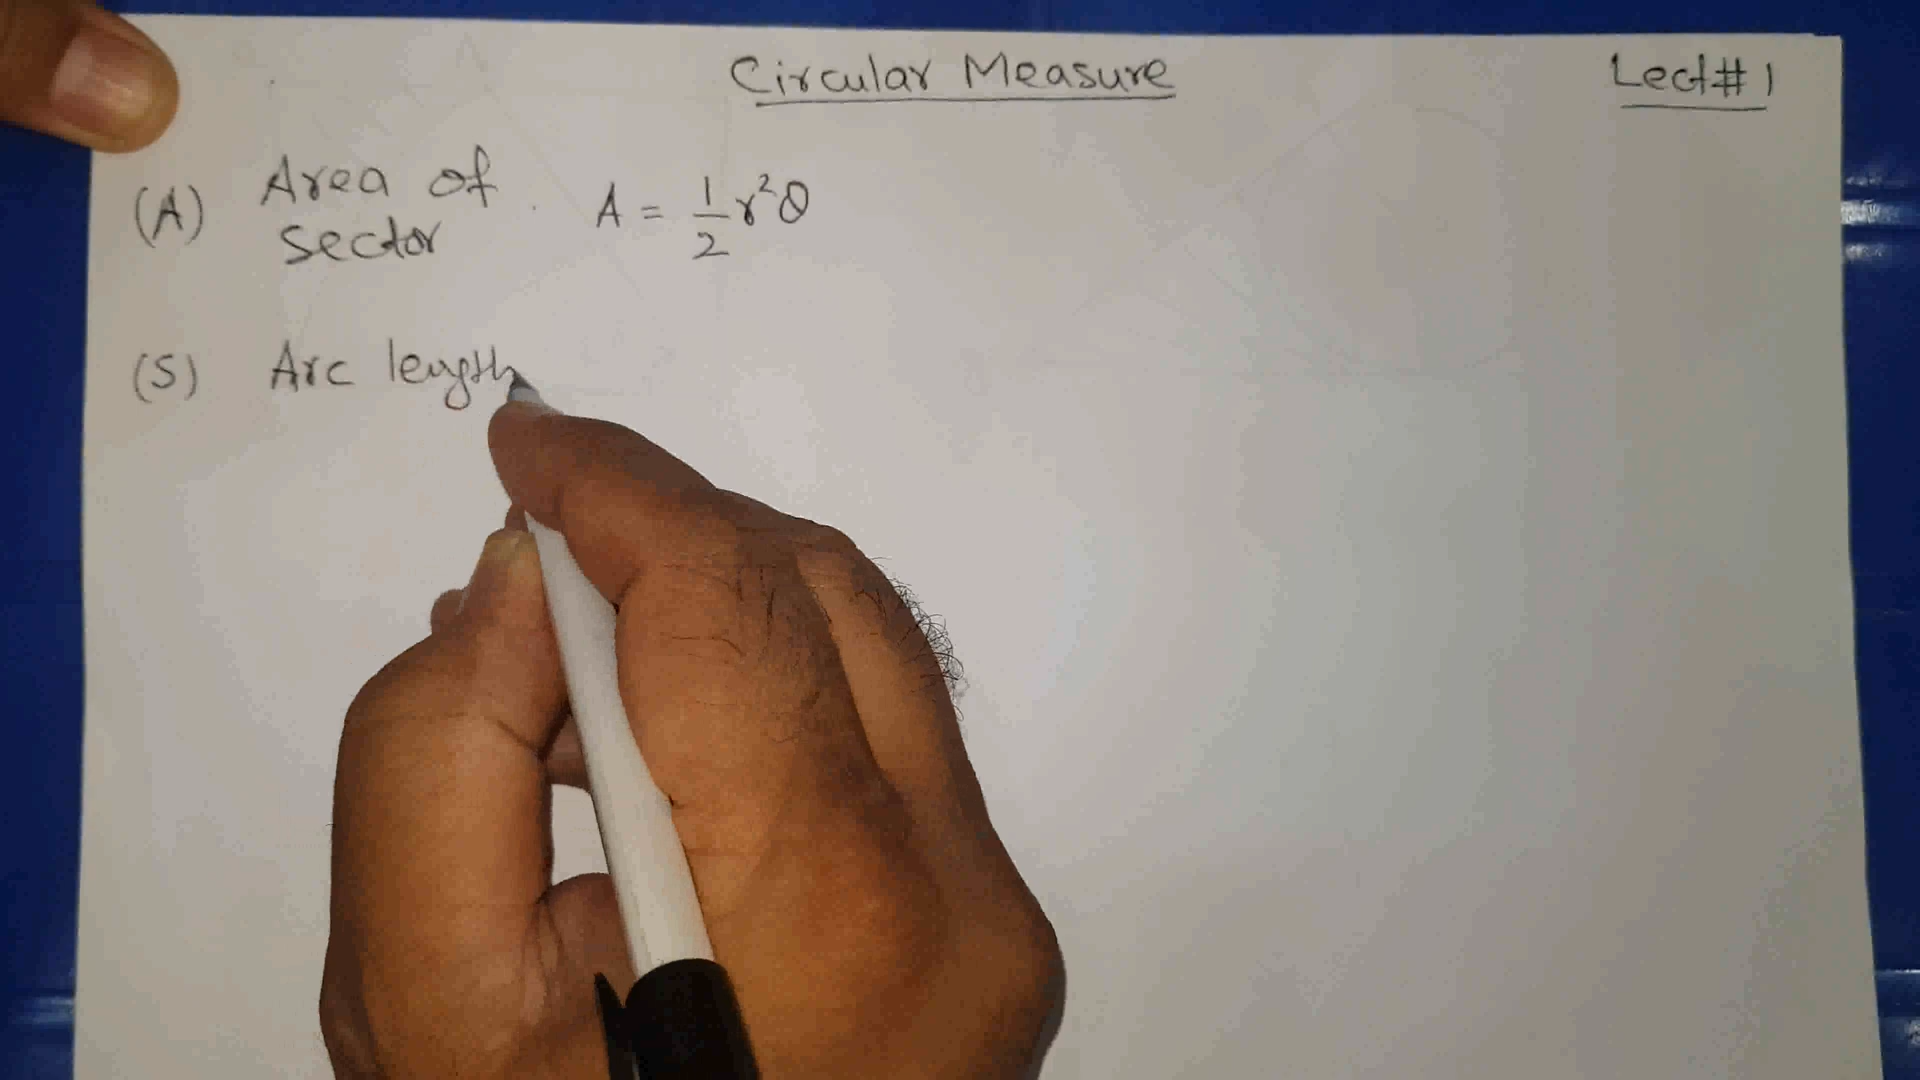 Circular Measure
Lect# 1
(A) Area of sector A = 1/2 r²θ
(S) Arc length